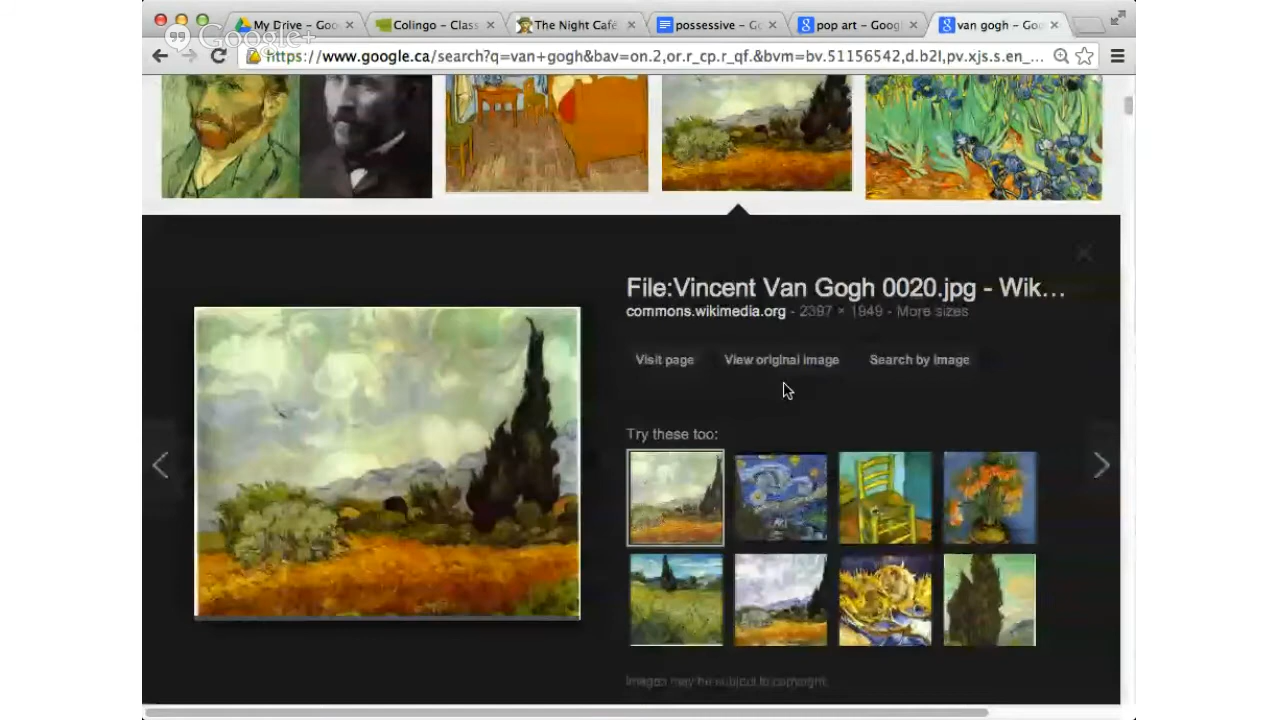 My Drive - Goo
Colingo - Class
The Night Café
possessive - Go
pop art - Googl
van gogh - Goo
Google+
https://www.google.ca/search?q=van+gogh&bav=on.2,or.r_cp.r_qf.&bvm=bv.51156542,d.b2I,pv.xjs.s.en_...
File:Vincent Van Gogh 0020.jpg - Wik...
commons.wikimedia.org - 2397 × 1949 - More sizes
Visit page
View original image
Search by image
Try these too:
Images may be subject to copyright.